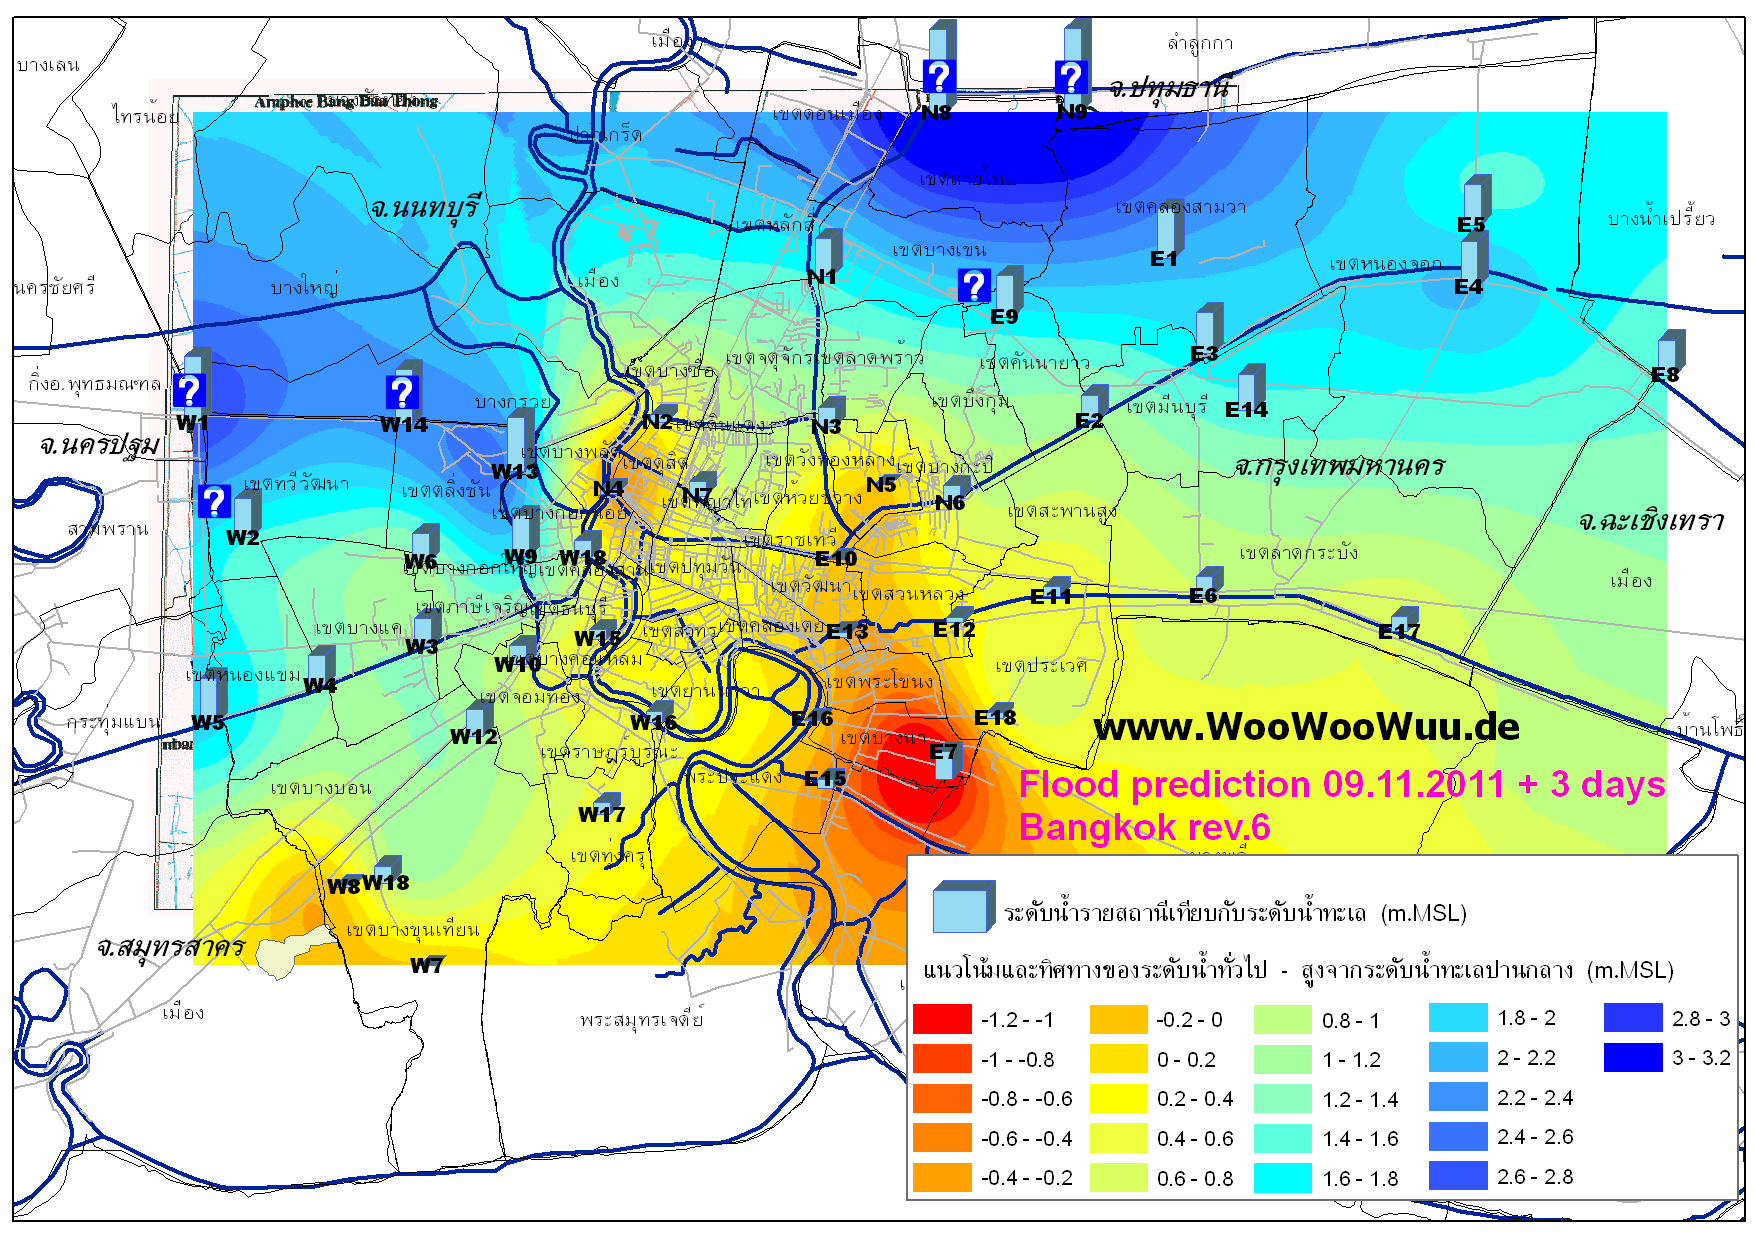 เมือง
ลำลูกกา
บางเลน
จ.ปทุมธานี
Amphoe Bang Bua Thong
ไทรน้อย
เขตดอนเมือง
N8
N9
ปากเกร็ด
เขตสายไหม
จ.นนทบุรี
เขตหลักสี่
เขตคลองสามวา
E5
บางน้ำเปรี้ยว
เขตบางเขน
E1
เขตหนองจอก
N1
E4
เมือง
นครชัยศรี
บางใหญ่
E9
E3
เขตจตุจักร
เขตลาดพร้าว
เขตคันนายาว
เขตบางซื่อ
E8
กิ่งอ.พุทธมณฑล
บางกรวย
เขตบึงกุ่ม
เขตมีนบุรี
E14
W1
W14
N2
เขตดินแดง
N3
E2
จ.นครปฐม
เขตบางพลัด
เขตดุสิต
เขตวังทองหลาง
เขตบางกะปิ
จ.กรุงเทพมหานคร
W13
เขตทวีวัฒนา
เขตตลิ่งชัน
N4
N7
เขตพญาไท
เขตห้วยขวาง
N5
N6
เขตบางกอกน้อย
เขตสะพานสูง
จ.ฉะเชิงเทรา
สามพราน
W2
W6
W9
W18
เขตราชเทวี
E10
เขตลาดกระบัง
เขตบางกอกใหญ่
เขตคลองสาน
เขตปทุมวัน
เมือง
เขตวัฒนา
เขตสวนหลวง
E11
E6
เขตภาษีเจริญ
เขตธนบุรี
เขตบางแค
W3
W15
เขตสาทร
เขตคลองเตย
E13
E12
E17
W10
เขตบางคอแหลม
เขตประเวศ
เขตหนองแขม
W4
เขตจอมทอง
เขตยานนาวา
เขตพระโขนง
W5
กระทุ่มแบน
W12
W16
E16
E18
www.WooWooWuu.de
บ้านโพธิ์
เขตราษฎร์บูรณะ
เขตบางนา
E7
พระประแดง
E15
Flood prediction 09.11.2011 + 3 days
เขตบางบอน
W17
Bangkok rev.6
เขตทุ่งครุ
บางพลี
W8
W18
เขตบางขุนเทียน
จ.สมุทรสาคร
W7
เมือง
พระสมุทรเจดีย์
ระดับน้ำรายสถานีเทียบกับระดับน้ำทะเล (m.MSL)
แนวโน้มและทิศทางของระดับน้ำทั่วไป - สูงจากระดับน้ำทะเลปานกลาง (m.MSL)
-1.2 - -1
-1 - -0.8
-0.8 - -0.6
-0.6 - -0.4
-0.4 - -0.2
-0.2 - 0
0 - 0.2
0.2 - 0.4
0.4 - 0.6
0.6 - 0.8
0.8 - 1
1 - 1.2
1.2 - 1.4
1.4 - 1.6
1.6 - 1.8
1.8 - 2
2 - 2.2
2.2 - 2.4
2.4 - 2.6
2.6 - 2.8
2.8 - 3
3 - 3.2